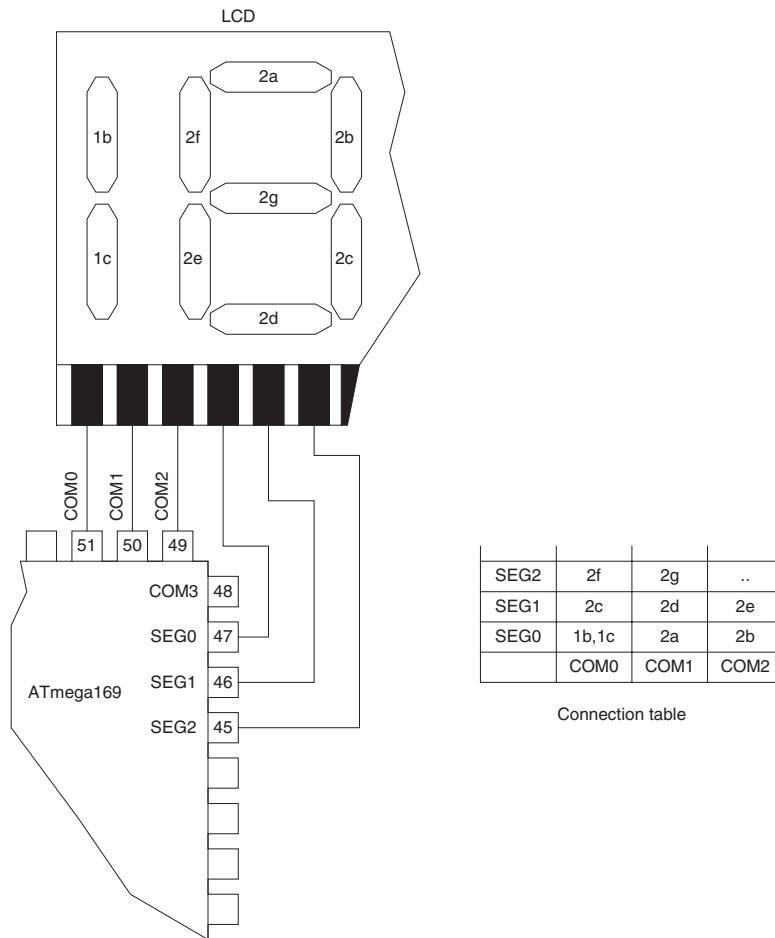 LCD
2a
1b 2f 2b
2g
1c 2e 2c
2d
COM0 COM1 COM2
51 50 49
COM3 48
SEG0 47
SEG1 46
ATmega169
SEG2 45
SEG2 2f 2g ..
SEG1 2c 2d 2e
SEG0 1b,1c 2a 2b
COM0 COM1 COM2
Connection table